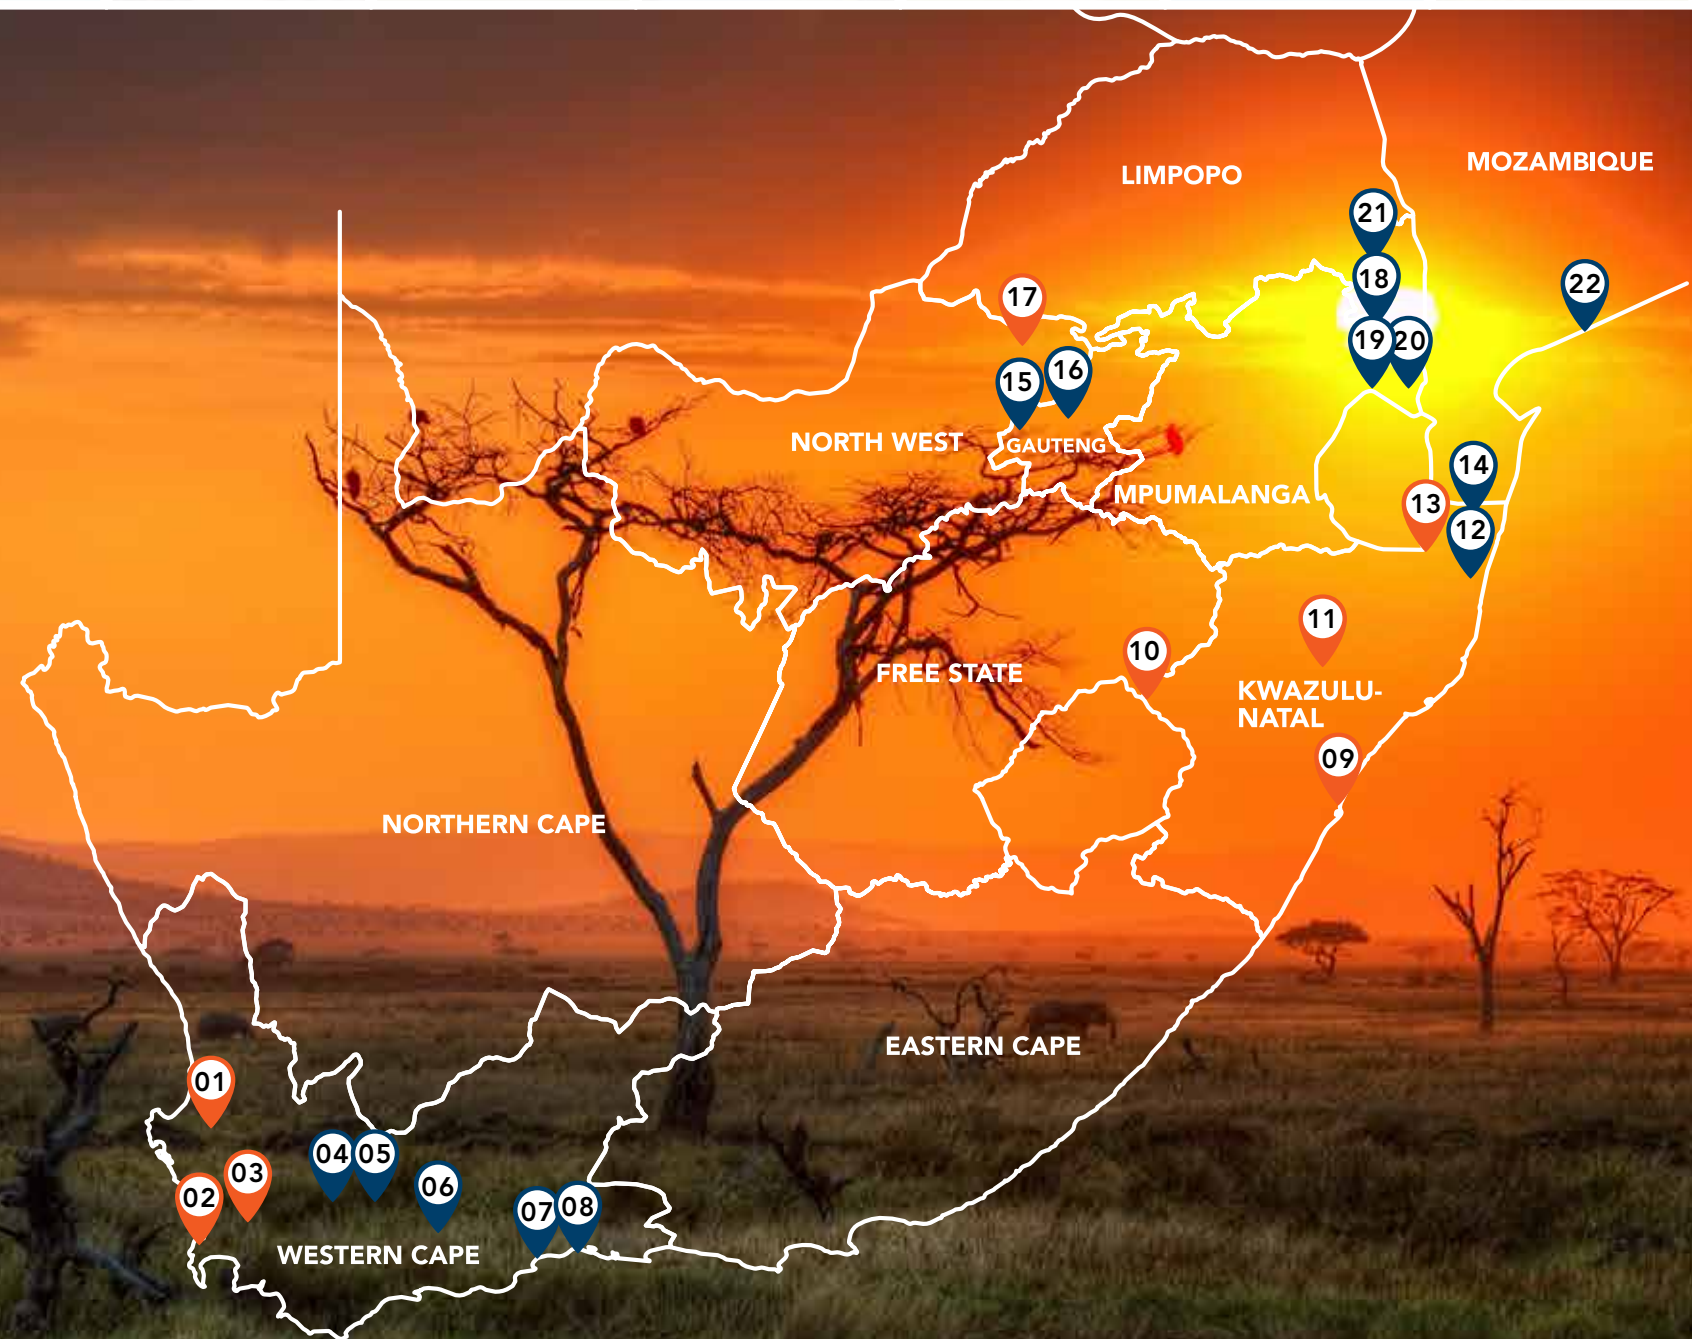 LIMPOPO
MOZAMBIQUE
21
18
22
17
19
20
16
15
NORTH WEST
GAUTENG
14
MPUMALANGA
13
12
11
10
FREE STATE
KWAZULU-
NATAL
09
NORTHERN CAPE
EASTERN CAPE
01
04
05
03
06
02
07
08
WESTERN CAPE